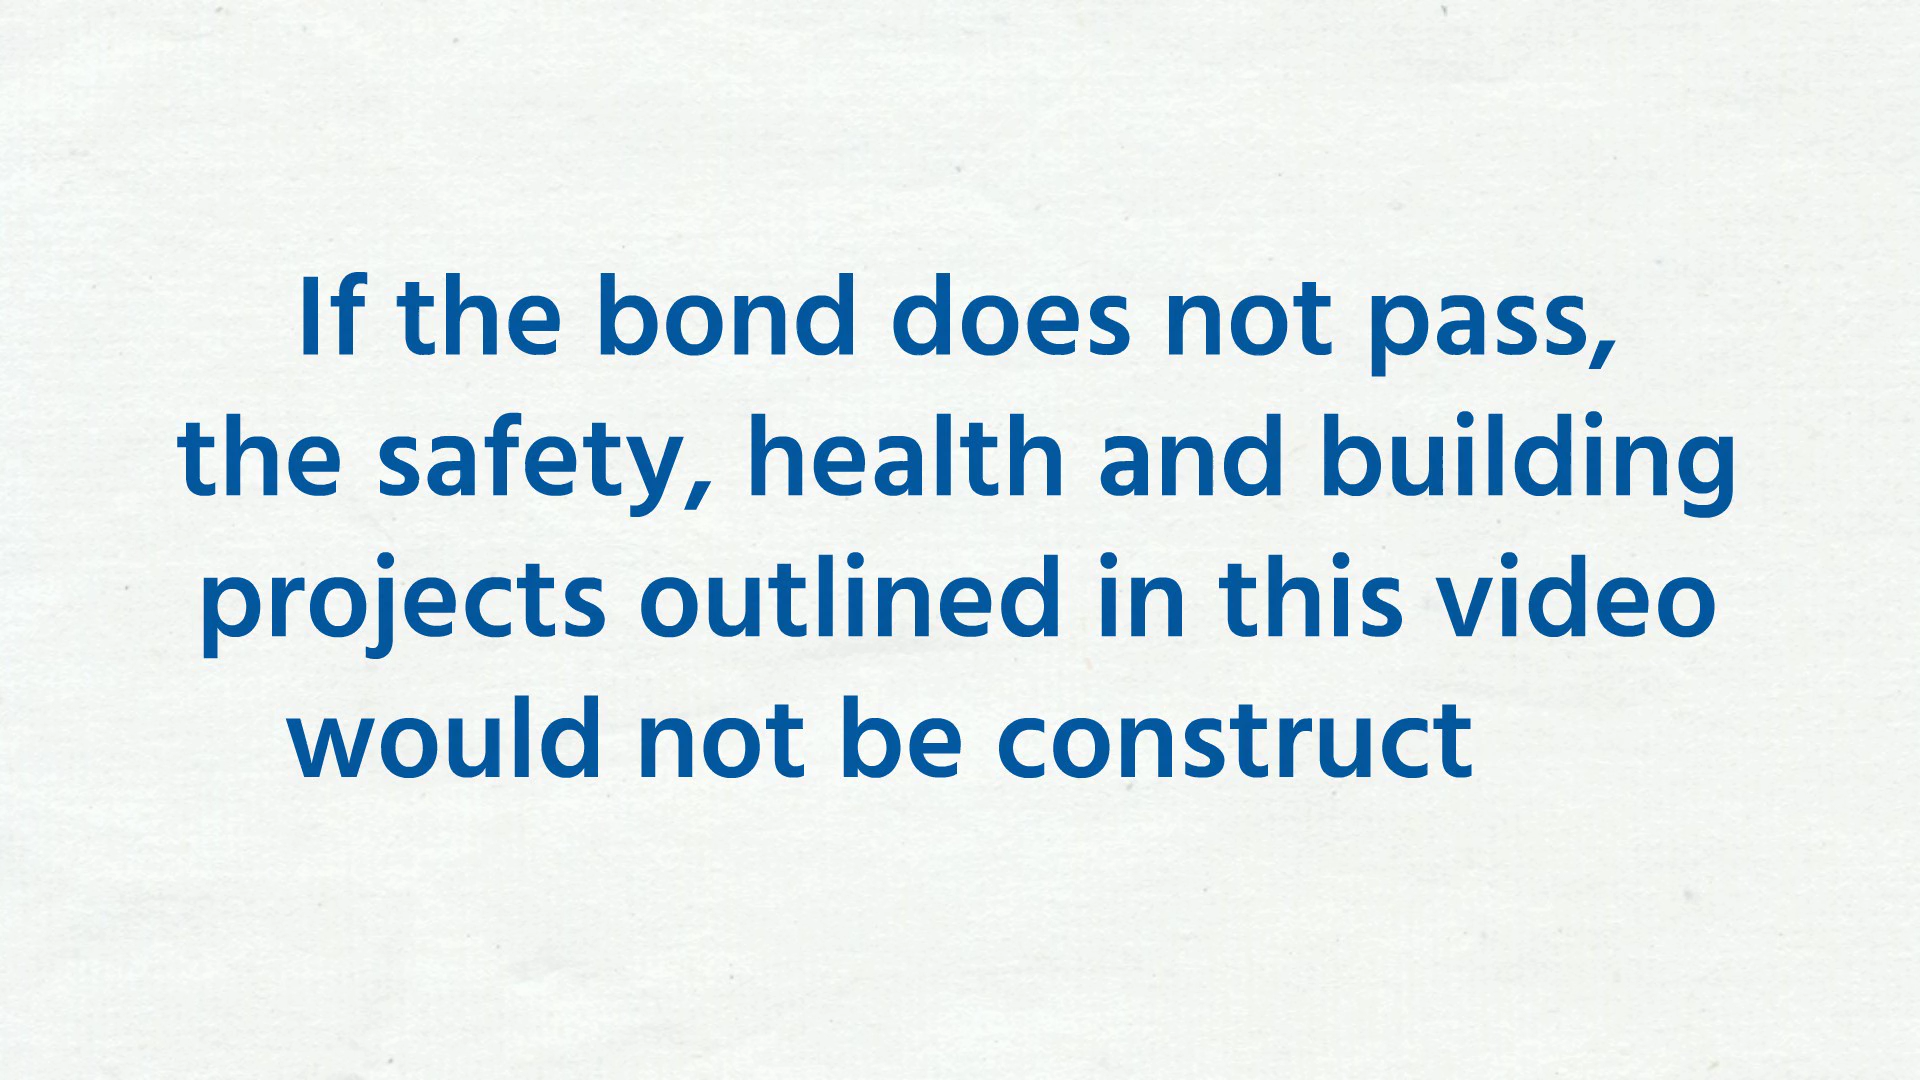 If the bond does not pass,
the safety, health and building
projects outlined in this video
would not be construct